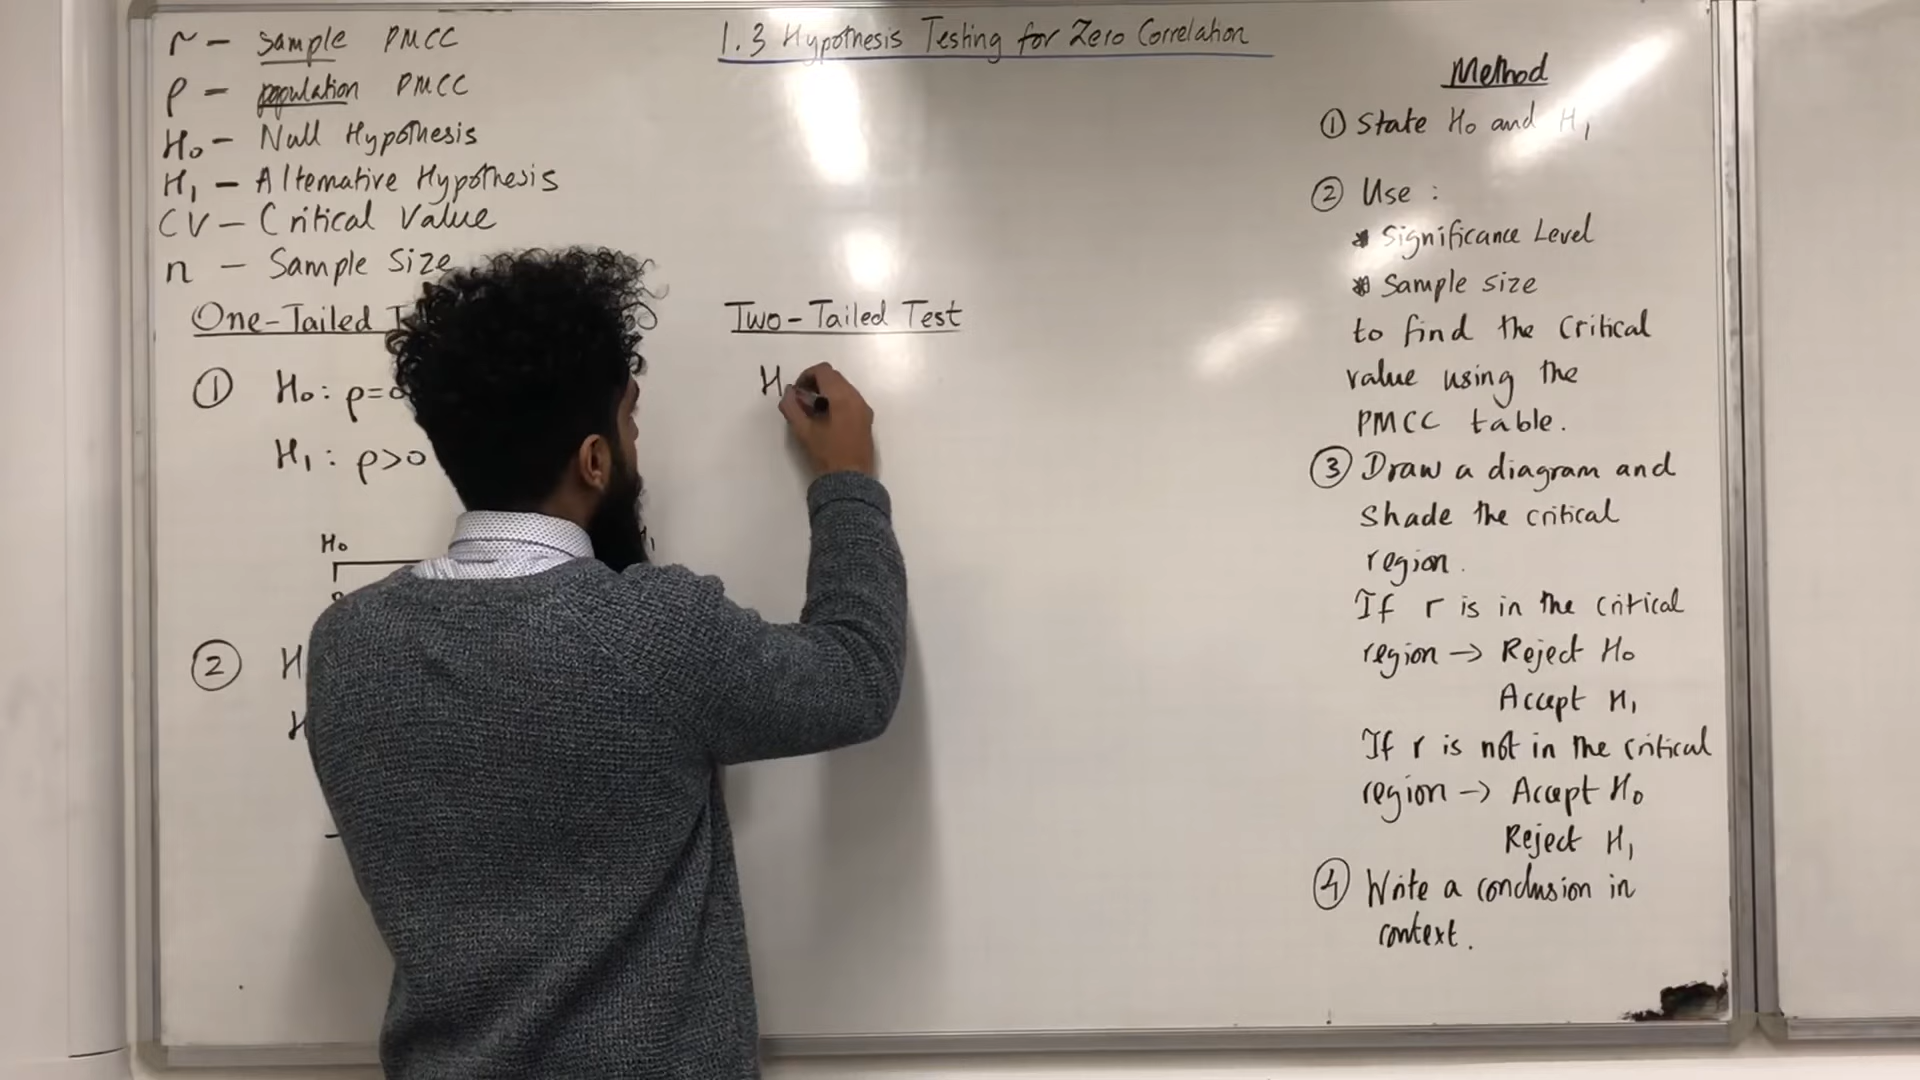 1.3 Hypothesis Testing for Zero Correlation
r – sample PMCC
ρ – population PMCC
H₀ – Null Hypothesis
H₁ – Alternative Hypothesis
CV – Critical Value
n – Sample Size
One-Tailed
① H₀: ρ=0
H₁: ρ>0
H₀
②
Two-Tailed Test
H
Method
① State H₀ and H₁
② Use :
* Significance Level
* Sample size
to find the critical
value using the
PMCC table.
③ Draw a diagram and
shade the critical
region.
If r is in the critical
region → Reject H₀
Accept H₁
If r is not in the critical
region → Accept H₀
Reject H₁
④ Write a conclusion in
context.